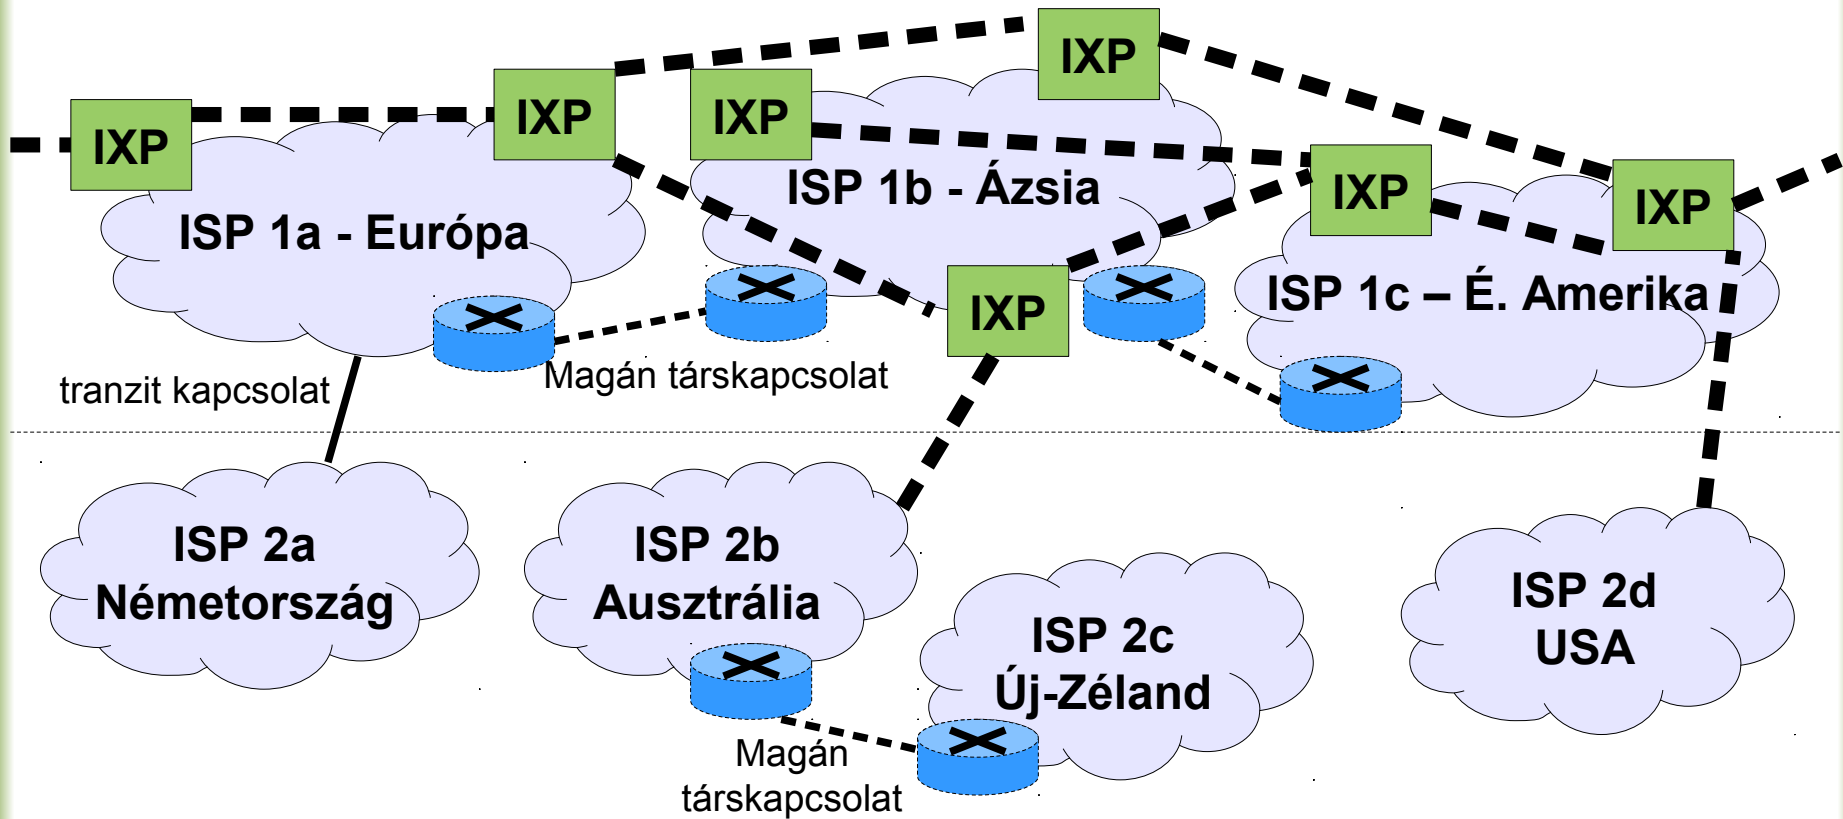 IXP
IXP
IXP
IXP
IXP
IXP
ISP 1b - Ázsia
ISP 1a - Európa
IXP
ISP 1c – É. Amerika
tranzit kapcsolat
Magán társkapcsolat
ISP 2a
Németország
ISP 2b
Ausztrália
ISP 2c
Új-Zéland
ISP 2d
USA
Magán
társkapcsolat